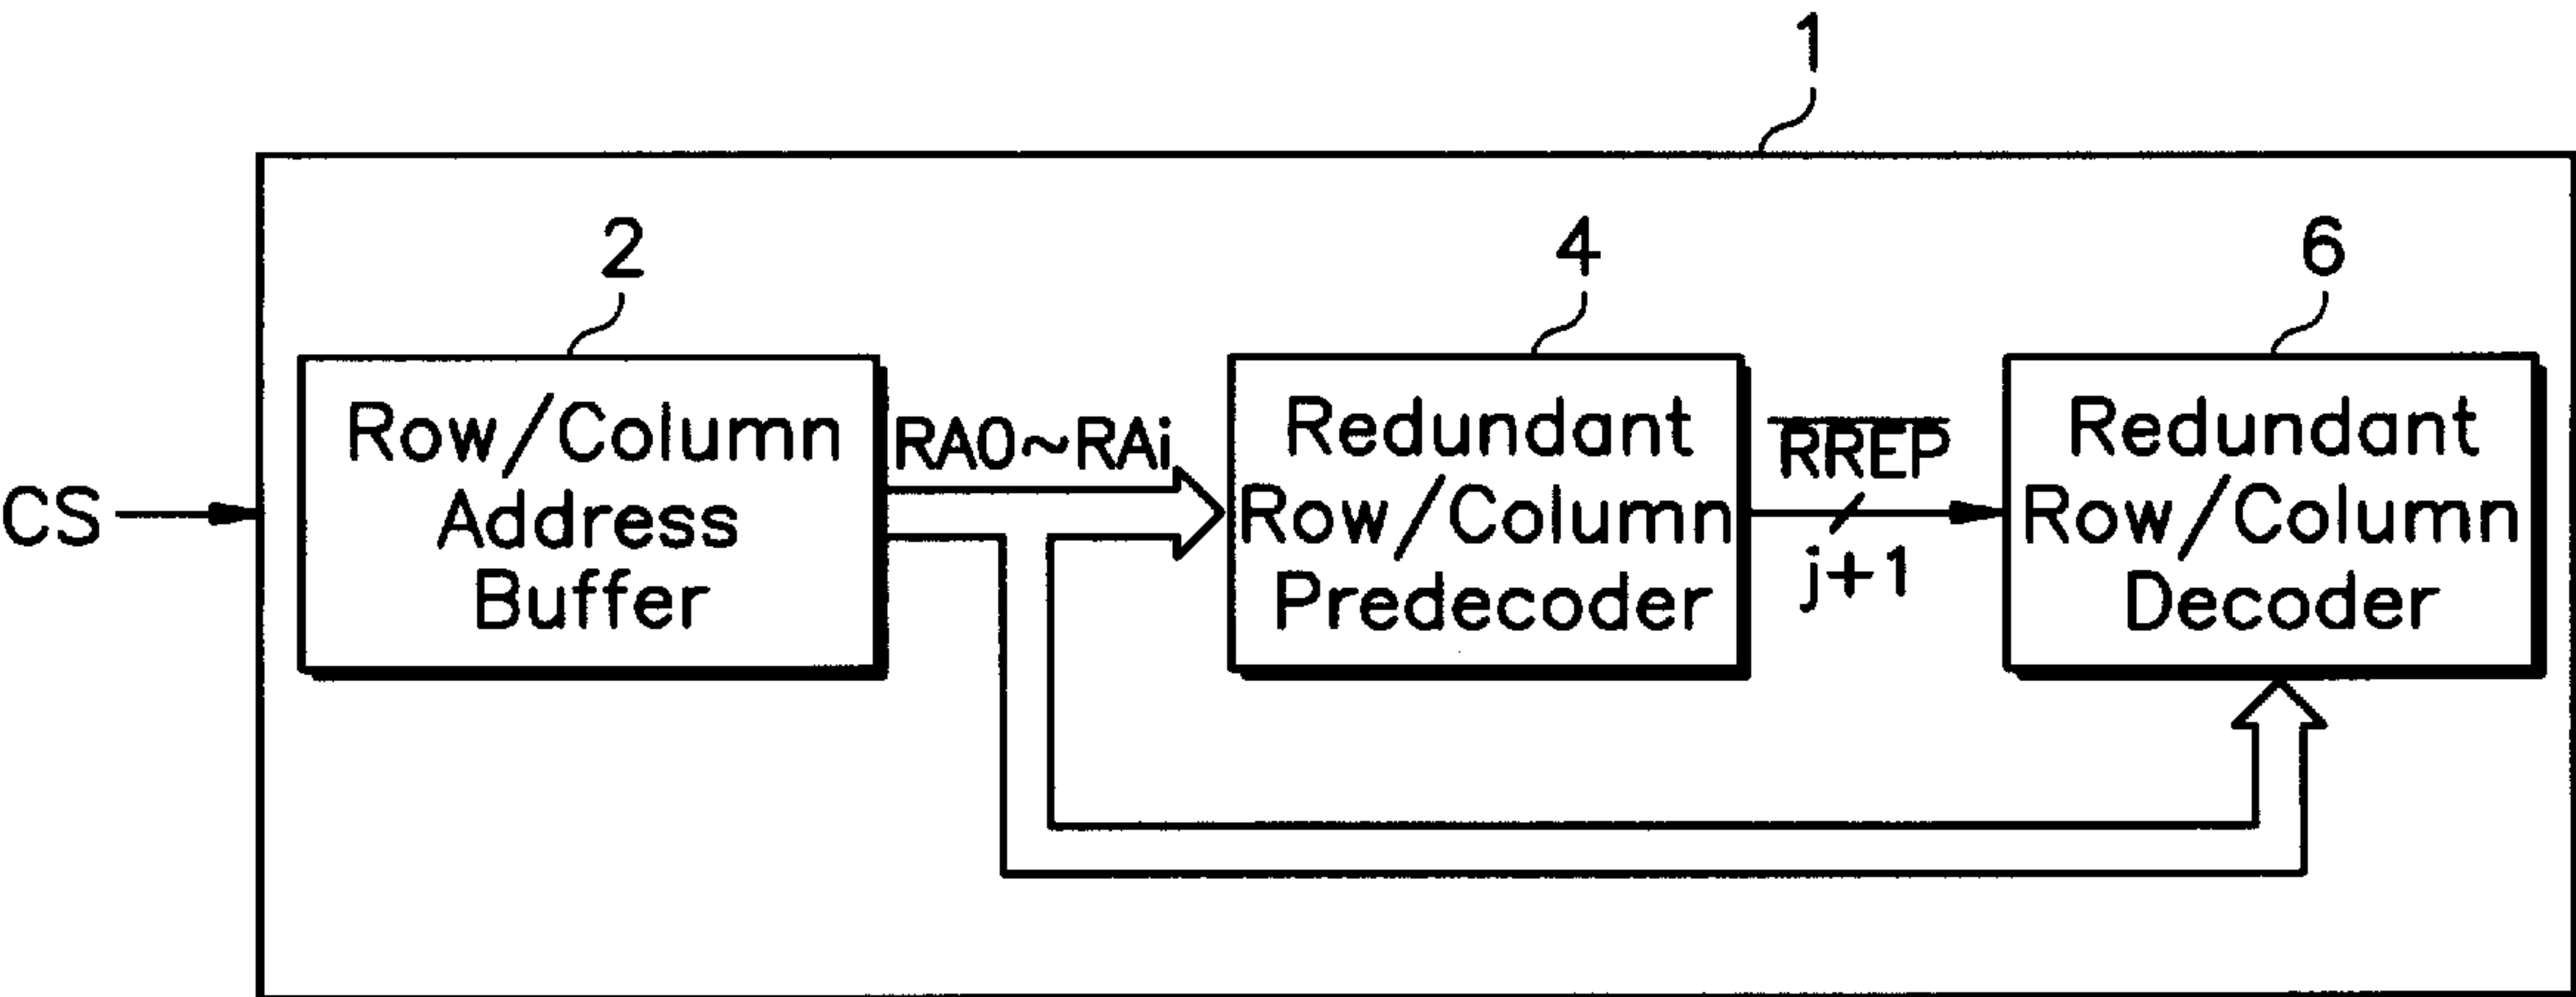 1
2
4
6
Row/Column
Address
Buffer
RA0~RAi
Redundant
Row/Column
Predecoder
R̅R̅E̅P̅
j+1
Redundant
Row/Column
Decoder
CS